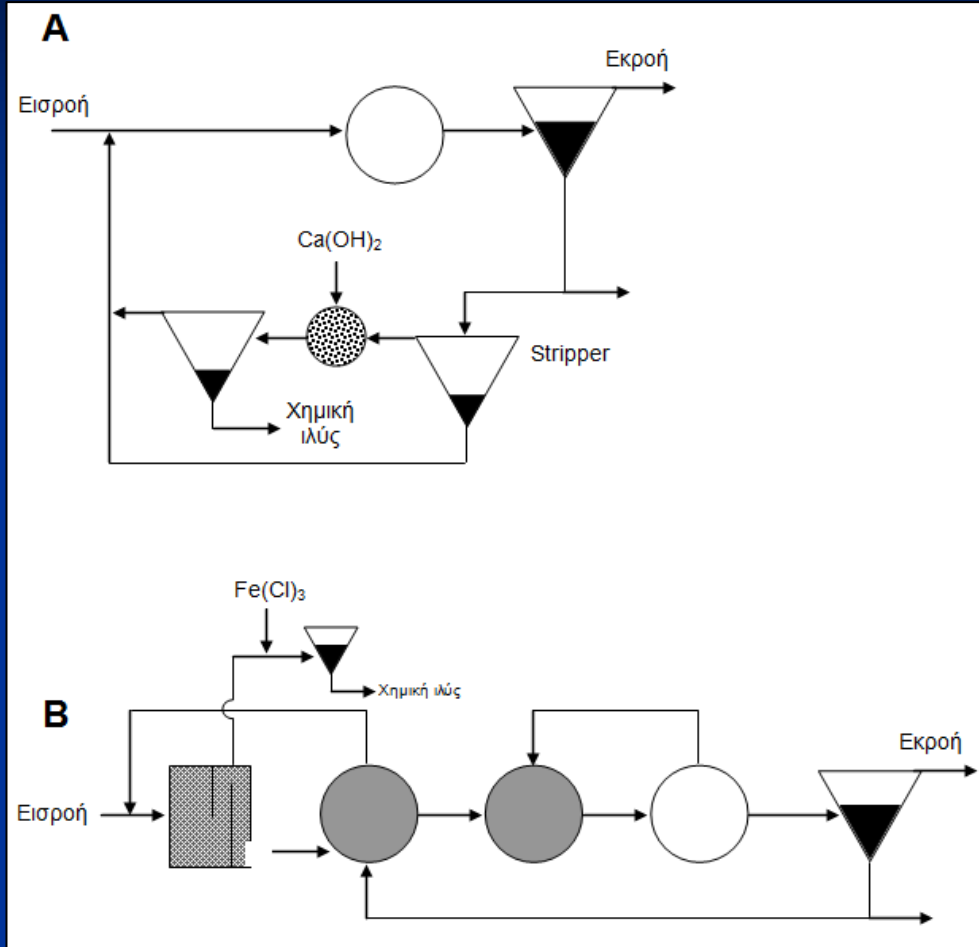 A
Εκροή
Εισροή
Ca(OH)2
Stripper
Χημική
ιλύς
Fe(Cl)3
Χημική ιλύς
B
Εκροή
Εισροή